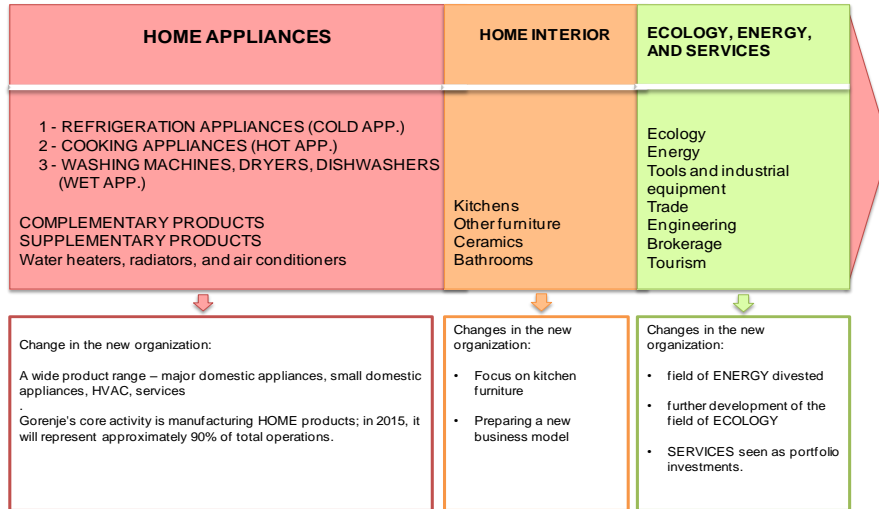 HOME APPLIANCES
1 - REFRIGERATION APPLIANCES (COLD APP.)
2 - COOKING APPLIANCES (HOT APP.)
3 - WASHING MACHINES, DRYERS, DISHWASHERS
(WET APP.)
COMPLEMENTARY PRODUCTS
SUPPLEMENTARY PRODUCTS
Water heaters, radiators, and air conditioners
HOME INTERIOR
Kitchens
Other furniture
Ceramics
Bathrooms
ECOLOGY, ENERGY,
AND SERVICES
Ecology
Energy
Tools and industrial
equipment
Trade
Engineering
Brokerage
Tourism
Change in the new organization:
A wide product range – major domestic appliances, small domestic
appliances, HVAC, services
.
Gorenje's core activity is manufacturing HOME products; in 2015, it
will represent approximately 90% of total operations.
Changes in the new
organization:
• Focus on kitchen
furniture
• Preparing a new
business model
Changes in the new
organization:
• field of ENERGY divested
• further development of the
field of ECOLOGY
• SERVICES seen as portfolio
investments.